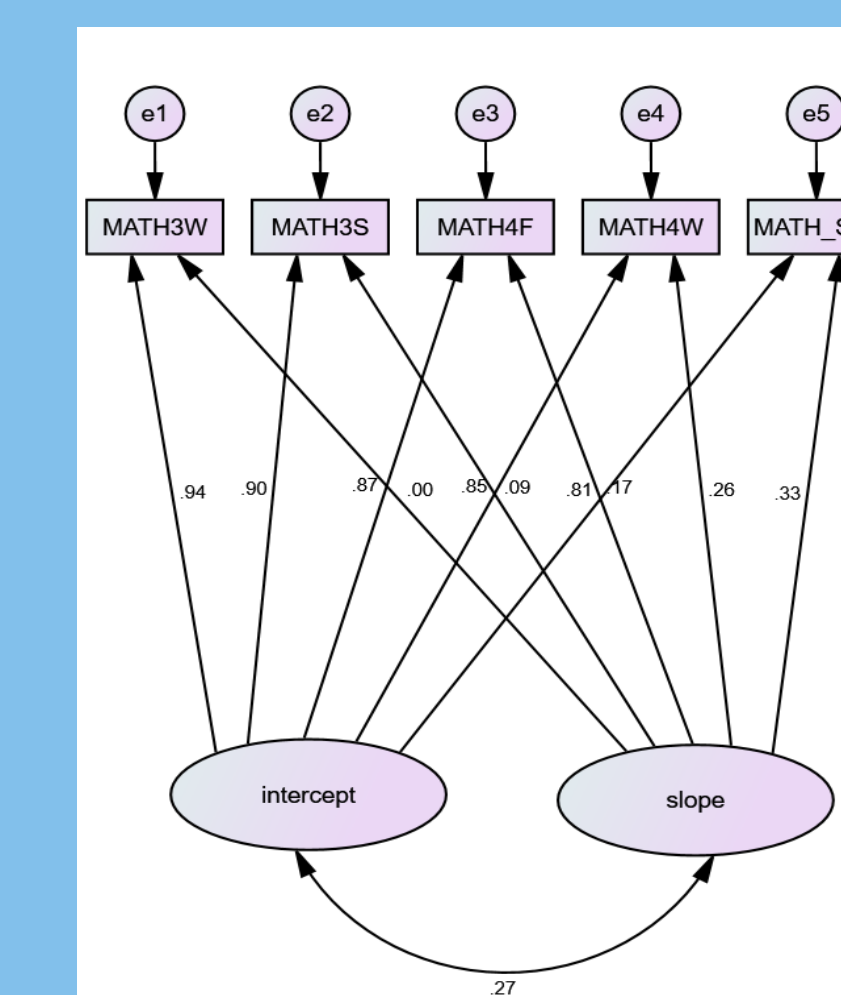 e1 e2 e3 e4 e5
MATH3W MATH3S MATH4F MATH4W MATH_S
.94 .90 .87 .00 .85 .09 .81 .17 .26 .33
intercept slope
.27